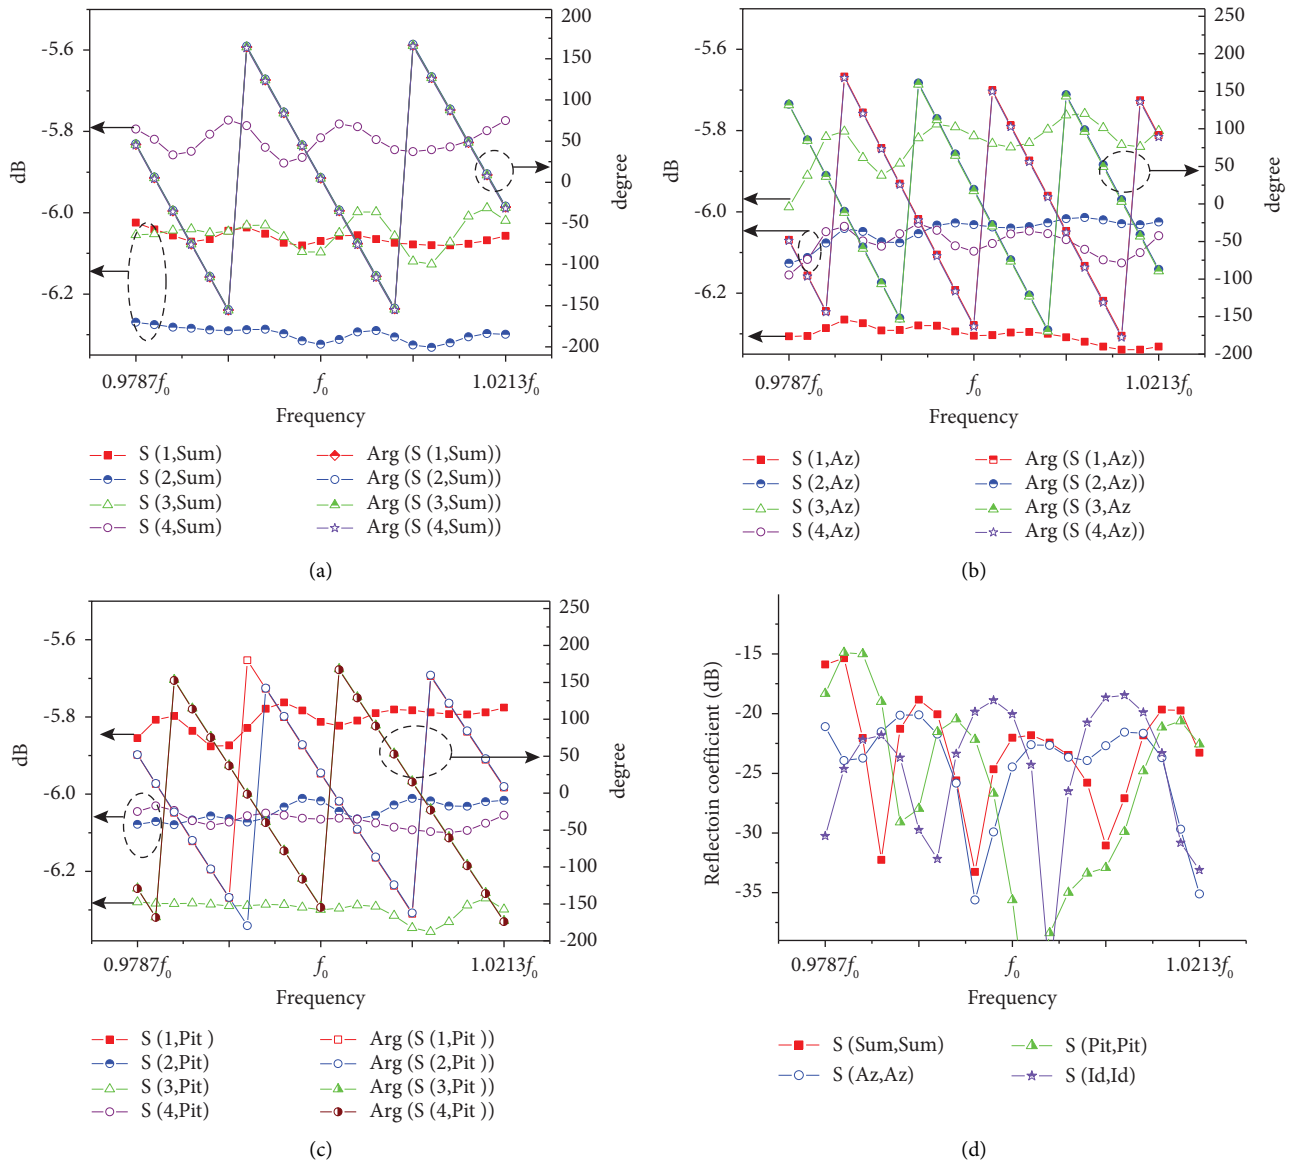 200
-5.6
150
100
-5.8
50
dB
0
degree
-6.0
-50
-100
-6.2
-150
-200
0.9787f0
f0
1.0213f0
Frequency
S (1,Sum)
Arg (S (1,Sum))
S (2,Sum)
Arg (S (2,Sum))
S (3,Sum)
Arg (S (3,Sum))
S (4,Sum)
Arg (S (4,Sum))
(a)
250
-5.6
200
150
-5.8
100
50
dB
0
degree
-6.0
-50
-100
-6.2
-150
-200
0.9787f0
f0
1.0213f0
Frequency
S (1,Az)
Arg (S (1,Az))
S (2,Az)
Arg (S (2,Az))
S (3,Az)
Arg (S (3,Az
S (4,Az)
Arg (S (4,Az))
(b)
250
-5.6
200
150
-5.8
100
50
dB
0
degree
-6.0
-50
-100
-6.2
-150
-200
0.9787f0
f0
1.0213f0
Frequency
S (1,Pit )
Arg (S (1,Pit ))
S (2,Pit)
Arg (S (2,Pit ))
S (3,Pit)
Arg (S (3,Pit ))
S (4,Pit)
Arg (S (4,Pit ))
(c)
-15
-20
-25
-30
-35
Reflectoin coefficient (dB)
0.9787f0
f0
1.0213f0
Frequency
S (Sum,Sum)
S (Pit,Pit)
S (Az,Az)
S (Id,Id)
(d)